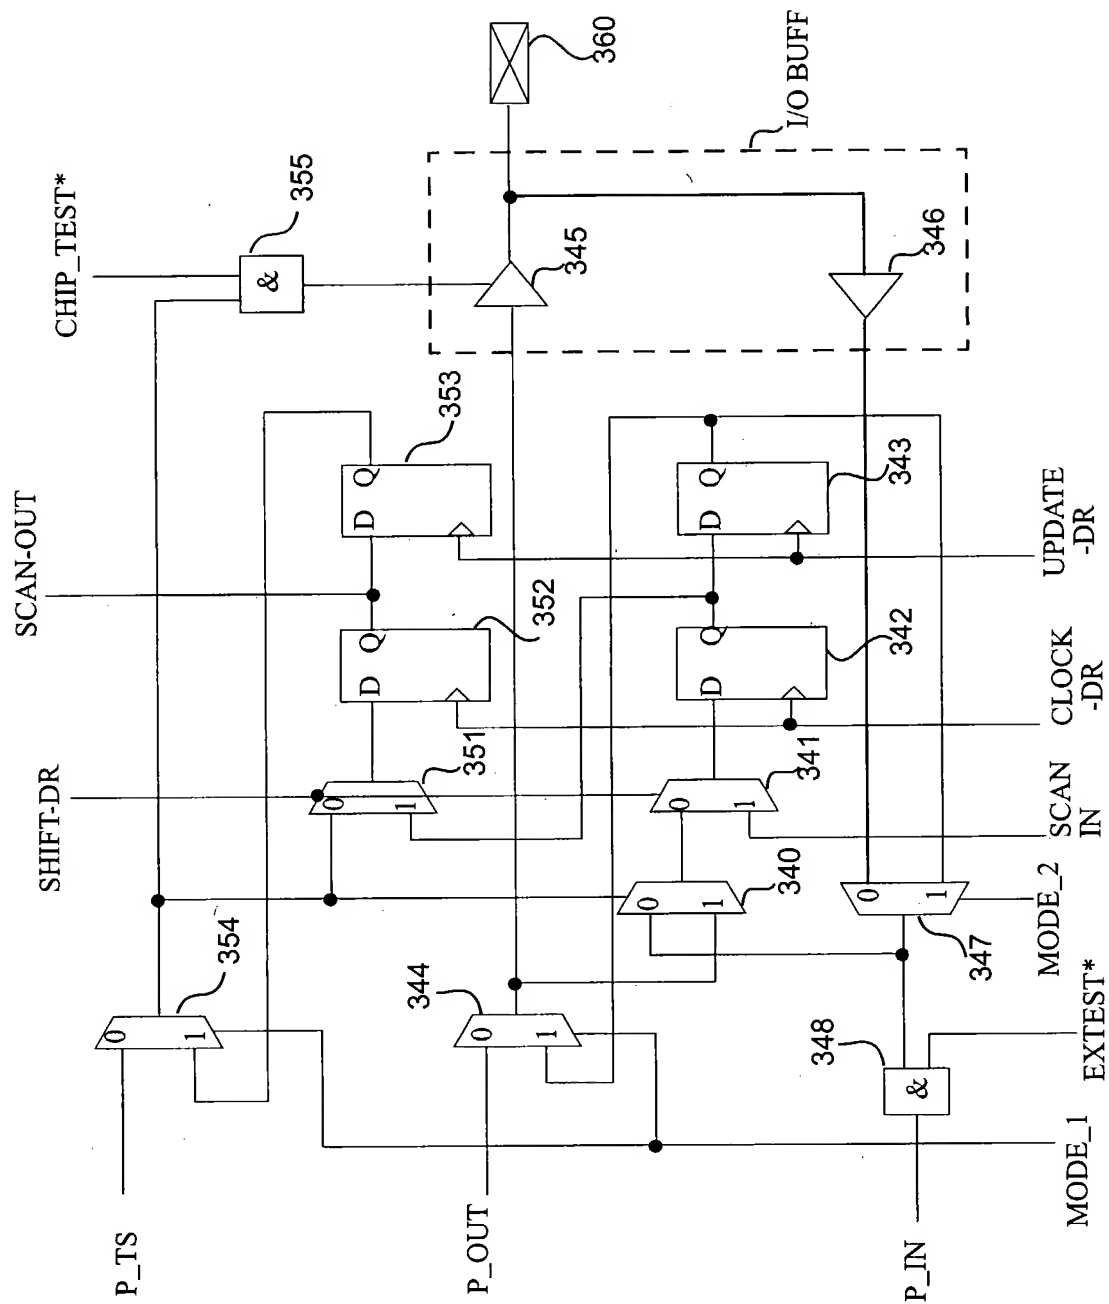 CHIP_TEST*
SCAN-OUT
SHIFT-DR
360
355
&
I/O BUFF
345
346
353
D Q
352
D Q
343
D Q
342
D Q
351
0
1
341
0
1
340
0
1
354
0
1
344
0
1
347
0
1
348
&
P_TS
P_OUT
P_IN
MODE_1
EXTEST*
MODE_2
SCAN
IN
CLOCK
-DR
UPDATE
-DR